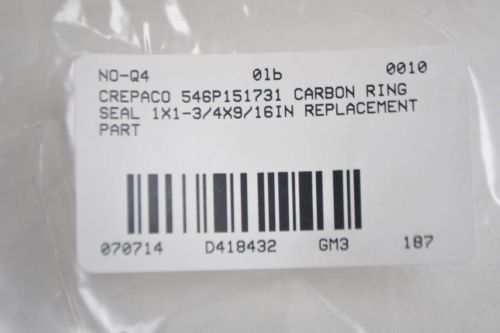 NO-Q4 01b 0010
CREPACO 546P151731 CARBON RING
SEAL 1X1-3/4X9/16IN REPLACEMENT
PART
070714 D418432 GM3 187